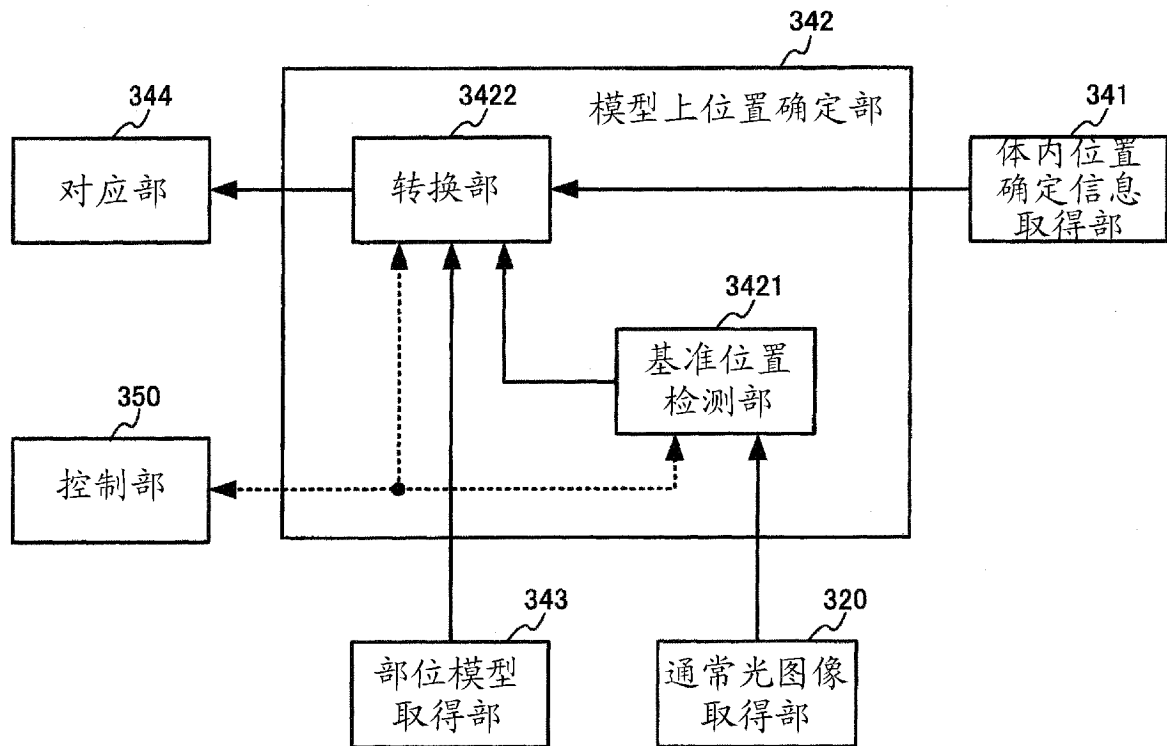 342
模型上位置确定部
344
对应部
3422
转换部
341
体内位置
确定信息
取得部
3421
基准位置
检测部
350
控制部
343
部位模型
取得部
320
通常光图像
取得部